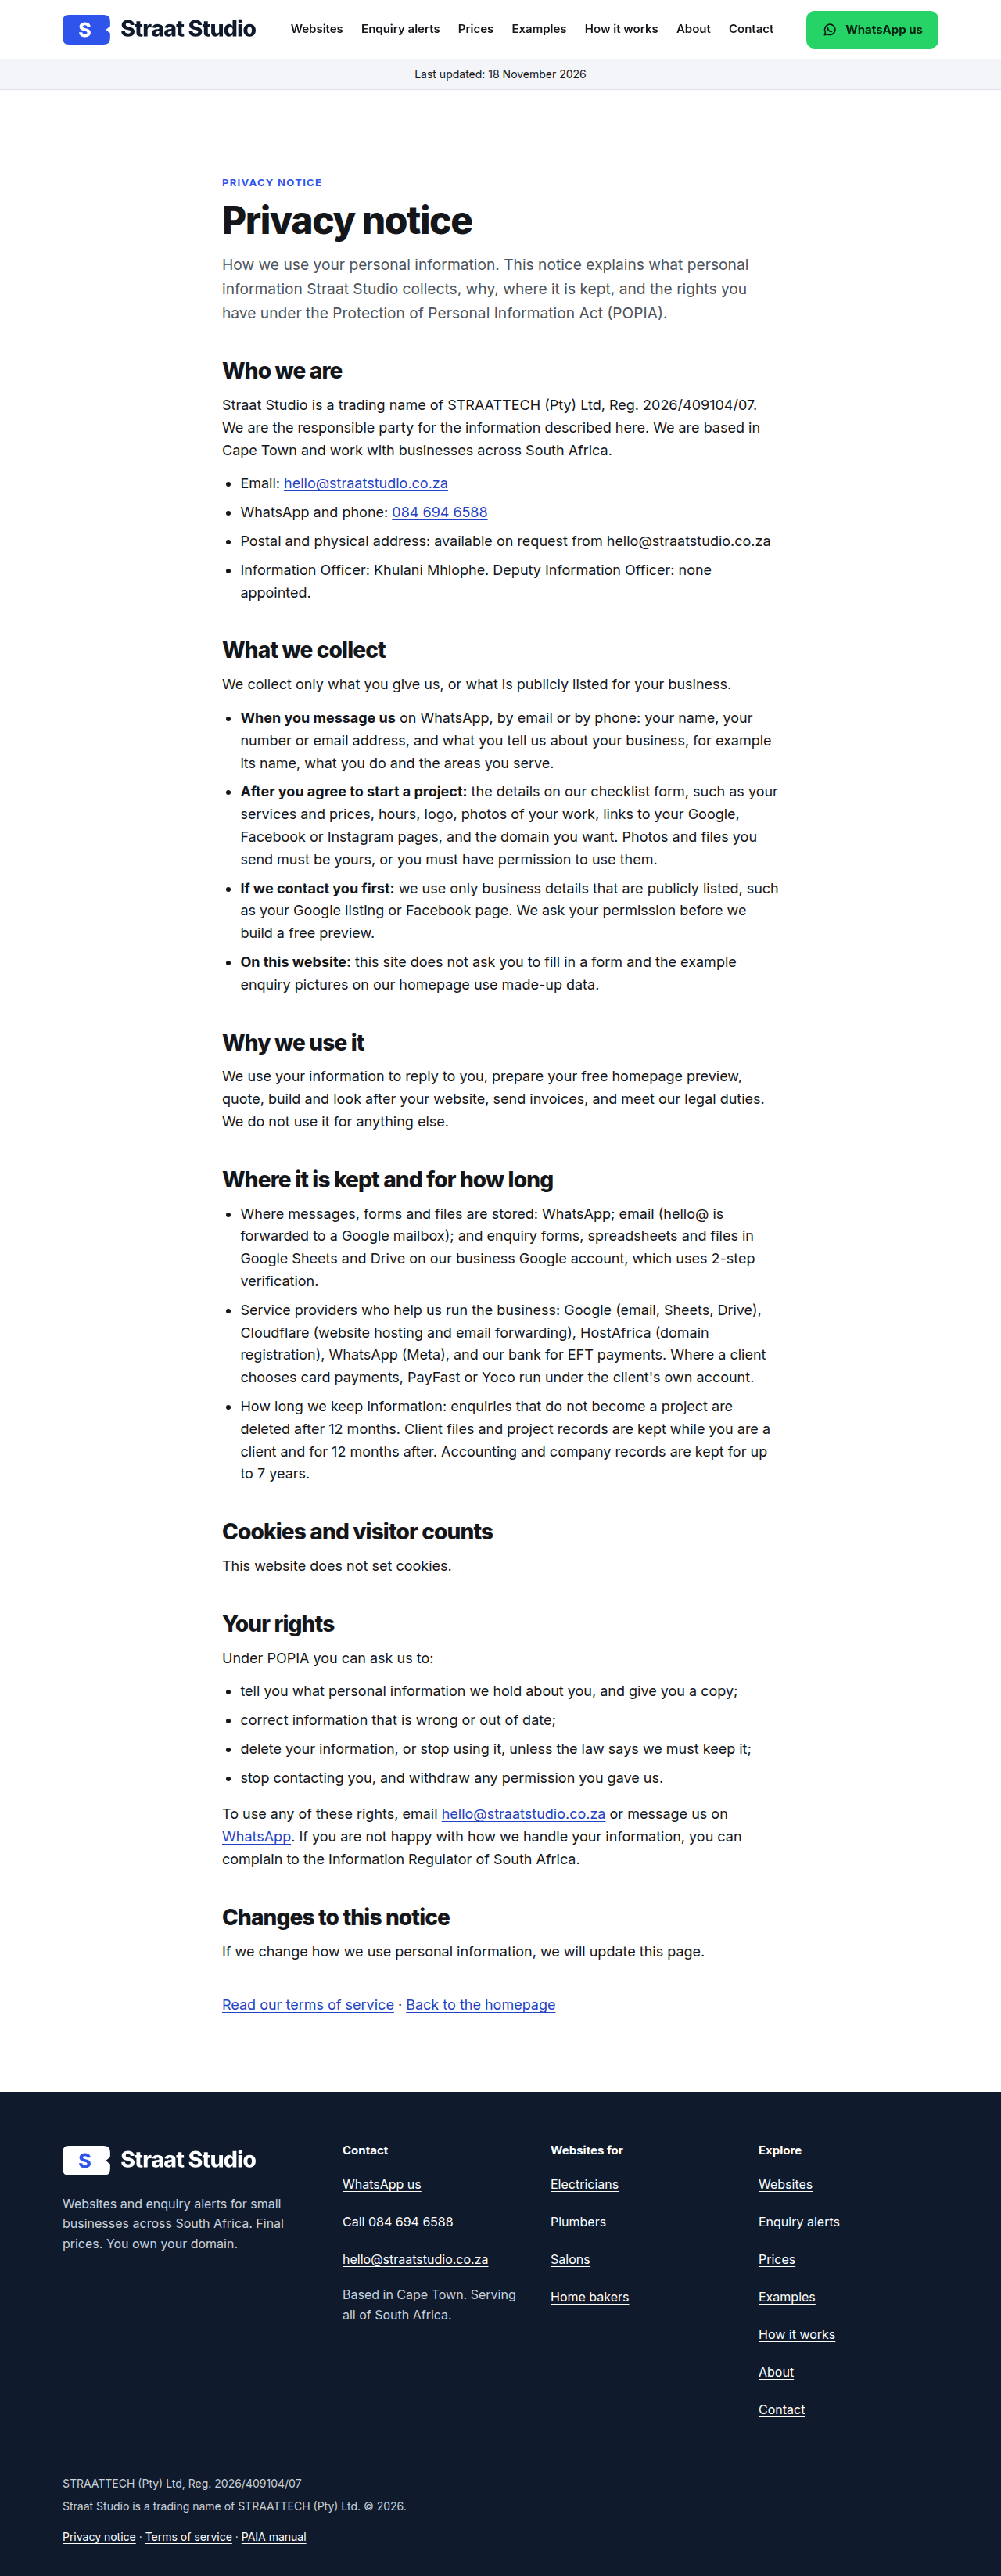 S Straat Studio Websites Enquiry alerts Prices Examples How it works About Contact WhatsApp us
Last updated: 18 November 2026
PRIVACY NOTICE
Privacy notice
How we use your personal information. This notice explains what personal
information Straat Studio collects, why, where it is kept, and the rights you
have under the Protection of Personal Information Act (POPIA).
Who we are
Straat Studio is a trading name of STRAATTECH (Pty) Ltd, Reg. 2026/409104/07.
We are the responsible party for the information described here. We are based in
Cape Town and work with businesses across South Africa.
• Email: hello@straatstudio.co.za
• WhatsApp and phone: 084 694 6588
• Postal and physical address: available on request from hello@straatstudio.co.za
• Information Officer: Khulani Mhlophe. Deputy Information Officer: none
appointed.
What we collect
We collect only what you give us, or what is publicly listed for your business.
• When you message us on WhatsApp, by email or by phone: your name, your
number or email address, and what you tell us about your business, for example
its name, what you do and the areas you serve.
• After you agree to start a project: the details on our checklist form, such as your
services and prices, hours, logo, photos of your work, links to your Google,
Facebook or Instagram pages, and the domain you want. Photos and files you
send must be yours, or you must have permission to use them.
• If we contact you first: we use only business details that are publicly listed, such
as your Google listing or Facebook page. We ask your permission before we
build a free preview.
• On this website: this site does not ask you to fill in a form and the example
enquiry pictures on our homepage use made-up data.
Why we use it
We use your information to reply to you, prepare your free homepage preview,
quote, build and look after your website, send invoices, and meet our legal duties.
We do not use it for anything else.
Where it is kept and for how long
• Where messages, forms and files are stored: WhatsApp; email (hello@ is
forwarded to a Google mailbox); and enquiry forms, spreadsheets and files in
Google Sheets and Drive on our business Google account, which uses 2-step
verification.
• Service providers who help us run the business: Google (email, Sheets, Drive),
Cloudflare (website hosting and email forwarding), HostAfrica (domain
registration), WhatsApp (Meta), and our bank for EFT payments. Where a client
chooses card payments, PayFast or Yoco run under the client's own account.
• How long we keep information: enquiries that do not become a project are
deleted after 12 months. Client files and project records are kept while you are a
client and for 12 months after. Accounting and company records are kept for up
to 7 years.
Cookies and visitor counts
This website does not set cookies.
Your rights
Under POPIA you can ask us to:
• tell you what personal information we hold about you, and give you a copy;
• correct information that is wrong or out of date;
• delete your information, or stop using it, unless the law says we must keep it;
• stop contacting you, and withdraw any permission you gave us.
To use any of these rights, email hello@straatstudio.co.za or message us on
WhatsApp. If you are not happy with how we handle your information, you can
complain to the Information Regulator of South Africa.
Changes to this notice
If we change how we use personal information, we will update this page.
Read our terms of service · Back to the homepage
S Straat Studio
Websites and enquiry alerts for small
businesses across South Africa. Final
prices. You own your domain.
Contact
WhatsApp us
Call 084 694 6588
hello@straatstudio.co.za
Based in Cape Town. Serving
all of South Africa.
Websites for
Electricians
Plumbers
Salons
Home bakers
Explore
Websites
Enquiry alerts
Prices
Examples
How it works
About
Contact
STRAATTECH (Pty) Ltd, Reg. 2026/409104/07
Straat Studio is a trading name of STRAATTECH (Pty) Ltd. © 2026.
Privacy notice · Terms of service · PAIA manual